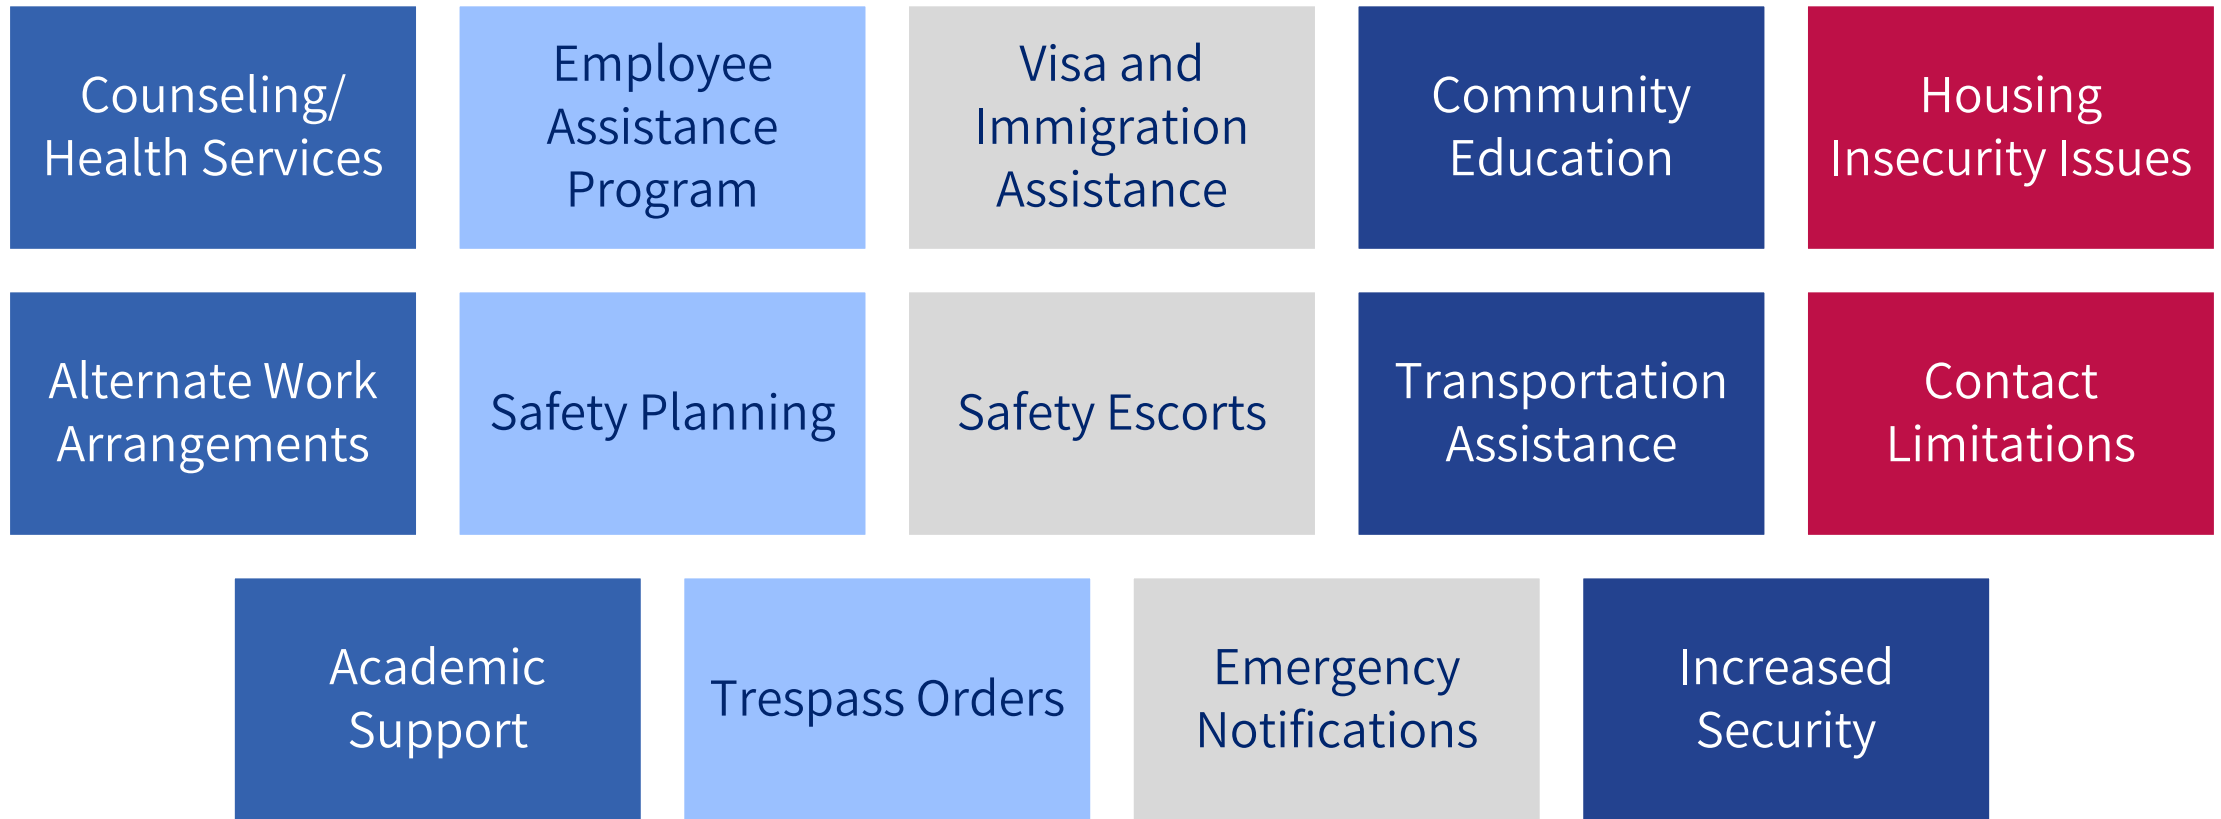 Counseling/
Health Services
Employee
Assistance
Program
Visa and
Immigration
Assistance
Community
Education
Housing
Insecurity Issues
Alternate Work
Arrangements
Safety Planning
Safety Escorts
Transportation
Assistance
Contact
Limitations
Academic
Support
Trespass Orders
Emergency
Notifications
Increased
Security